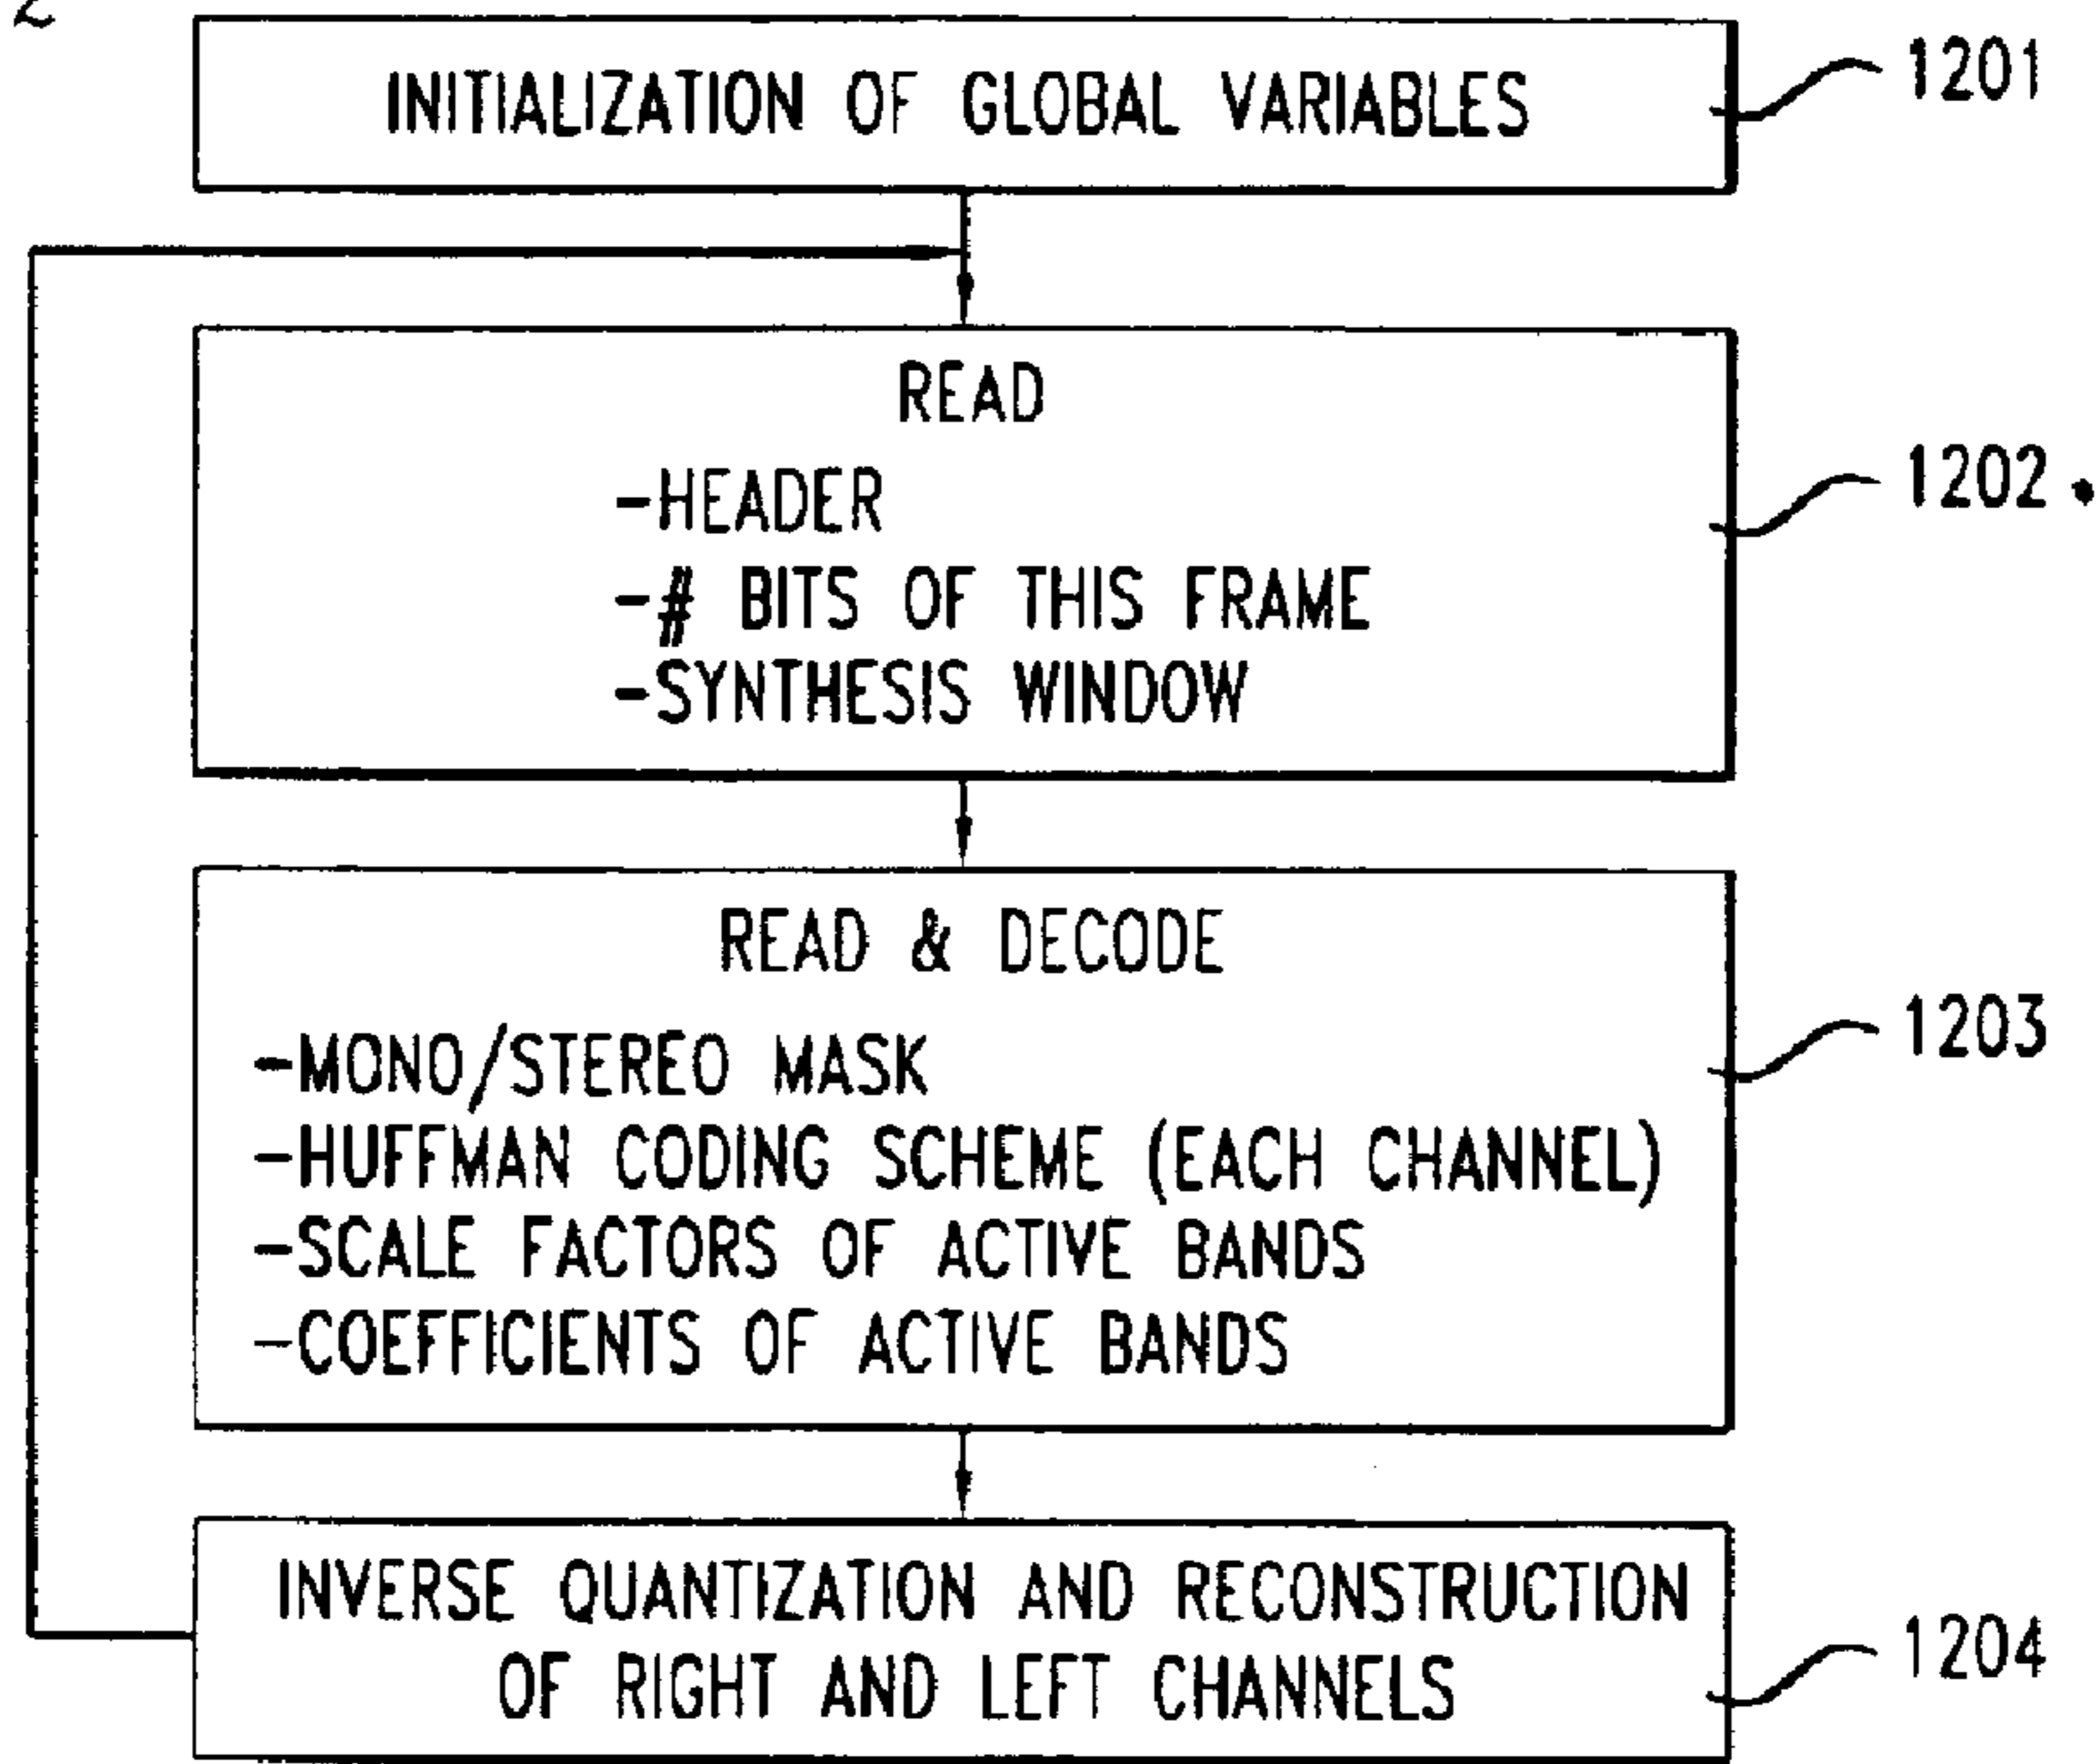 INITIALIZATION OF GLOBAL VARIABLES
1201
READ
-HEADER
-# BITS OF THIS FRAME
-SYNTHESIS WINDOW
1202
READ & DECODE
-MONO/STEREO MASK
-HUFFMAN CODING SCHEME (EACH CHANNEL)
-SCALE FACTORS OF ACTIVE BANDS
-COEFFICIENTS OF ACTIVE BANDS
1203
INVERSE QUANTIZATION AND RECONSTRUCTION
OF RIGHT AND LEFT CHANNELS
1204